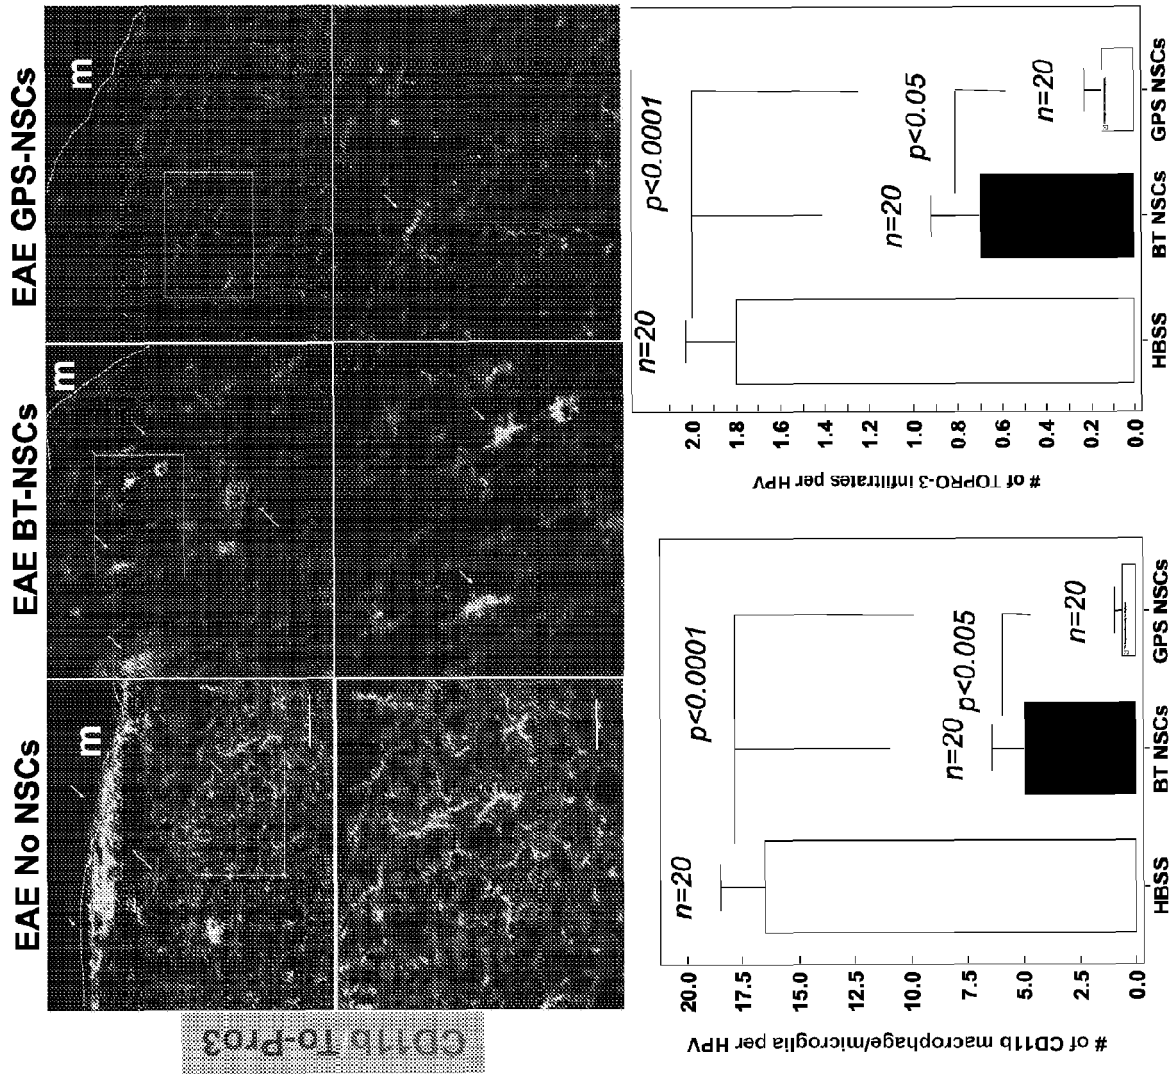 EAE No NSCs
EAE BT-NSCs
EAE GPS-NSCs
CD11b To-Pro3
m
m
m
# of CD11b macrophage/microglia per HPV
20.0
17.5
15.0
12.5
10.0
7.5
5.0
2.5
0.0
n=20
p<0.0001
n=20
p<0.005
n=20
HBSS
BT NSCs
GPS NSCs
# of TOPRO-3 infiltrates per HPV
2.0
1.8
1.6
1.4
1.2
1.0
0.8
0.6
0.4
0.2
0.0
n=20
p<0.0001
n=20
p<0.05
n=20
HBSS
BT NSCs
GPS NSCs